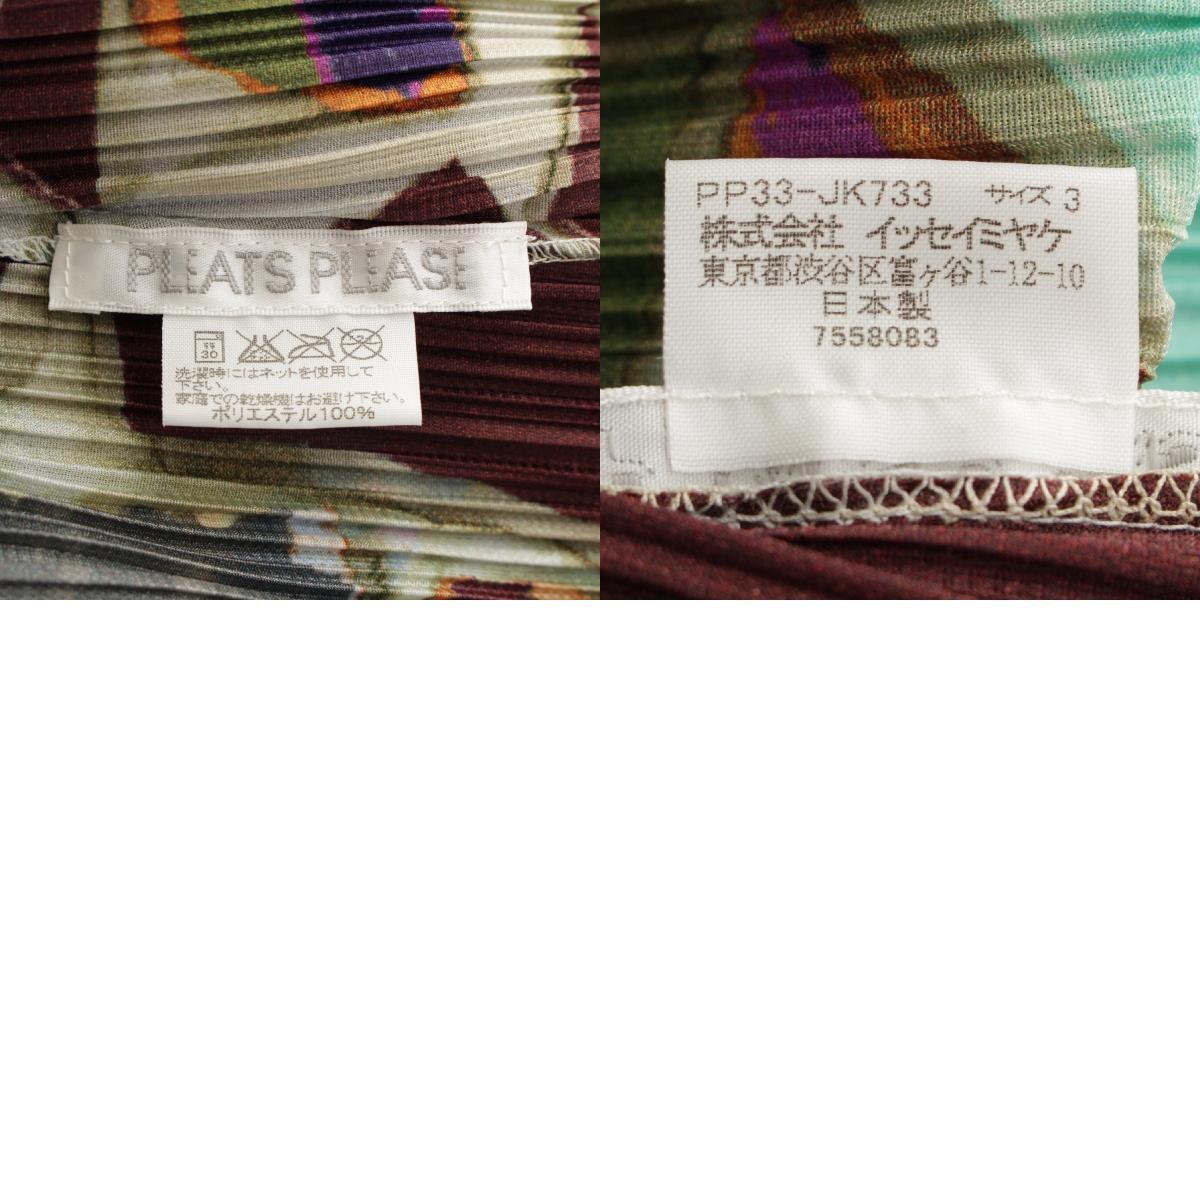 PLEATS PLEASE
弱
30
洗濯時にはネットを使用して
下さい。
家庭での乾燥機はお避け下さい。
ポリエステル100%
PP33-JK733 サイズ 3
株式会社 イッセイミヤケ
東京都渋谷区富ヶ谷1-12-10
日本製
7558083